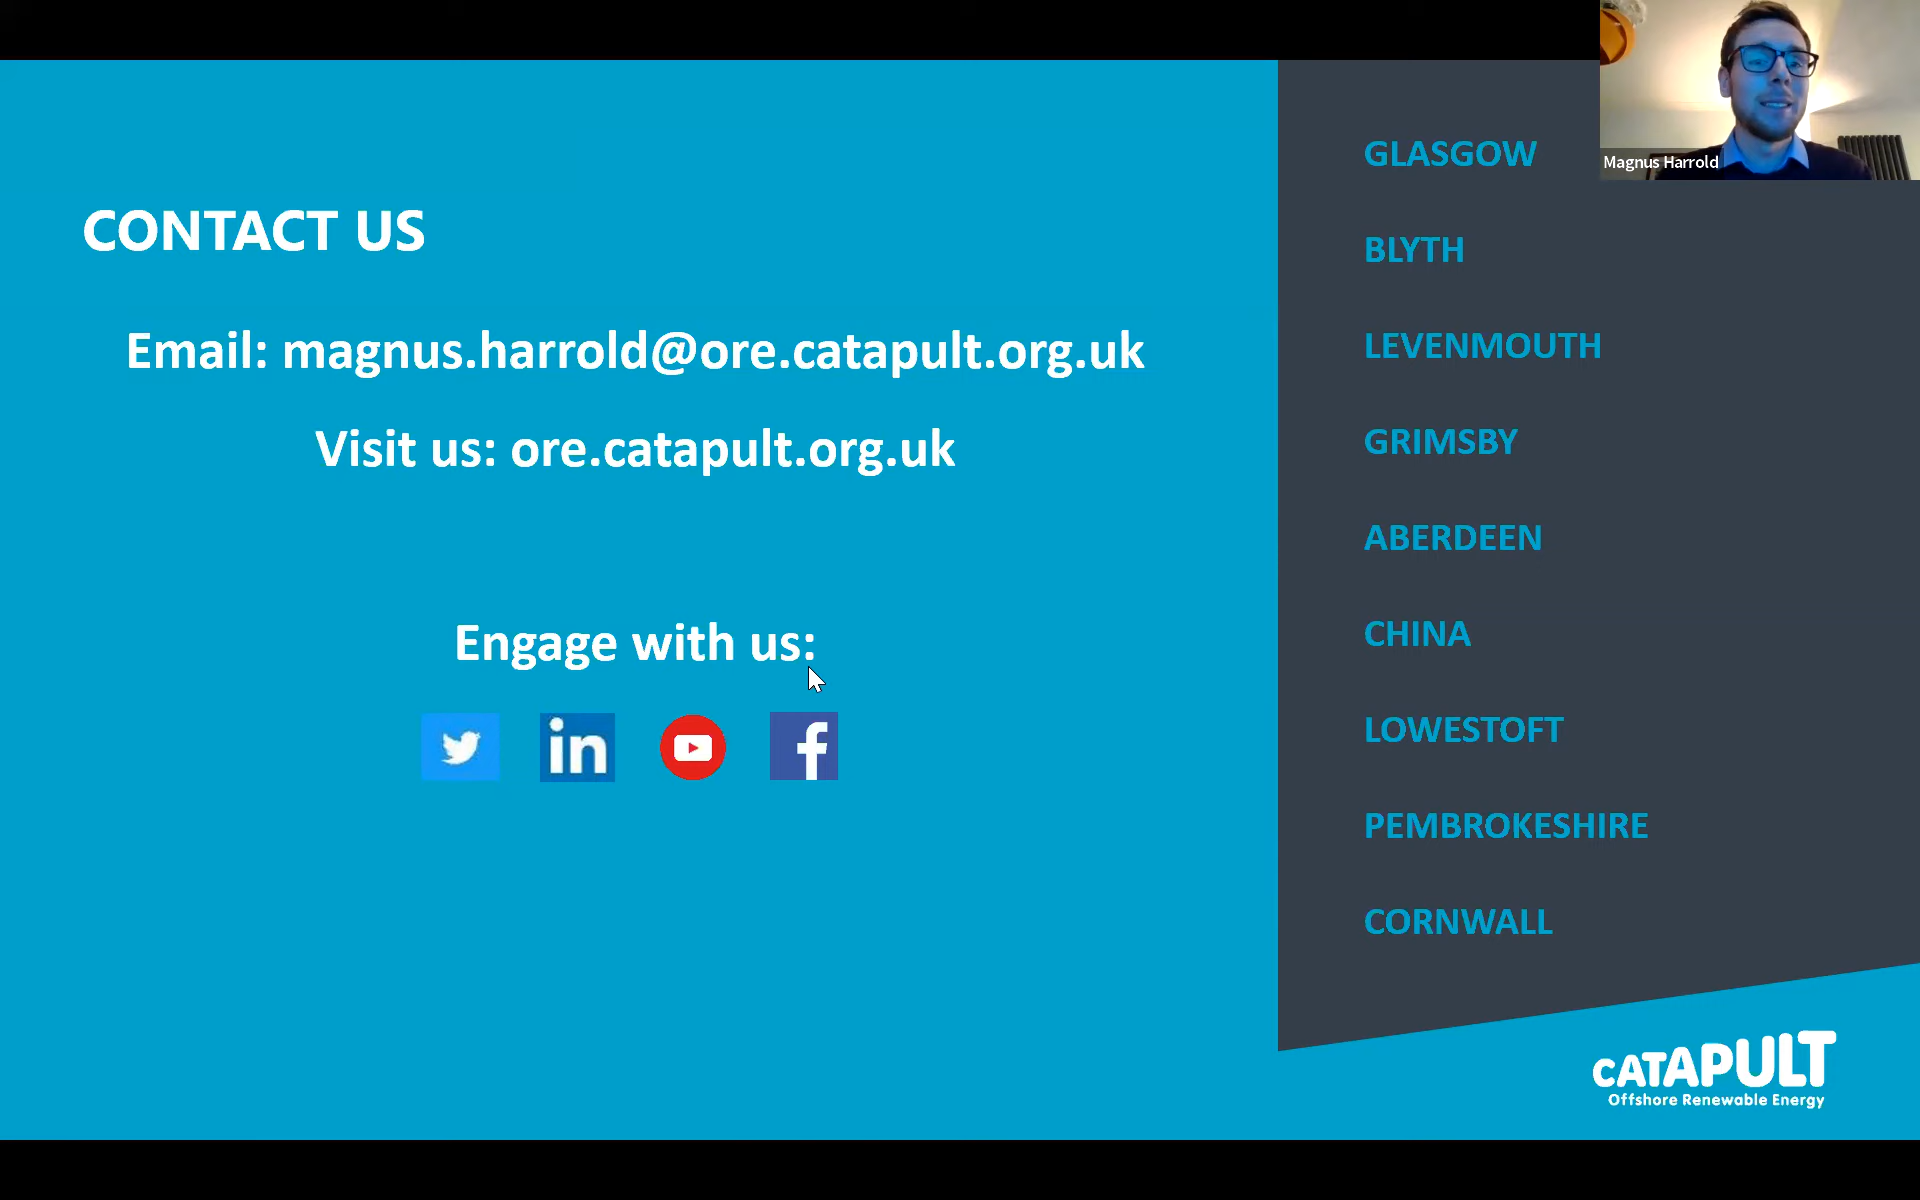 CONTACT US
Email: magnus.harrold@ore.catapult.org.uk
Visit us: ore.catapult.org.uk
Engage with us:
in
f
GLASGOW
BLYTH
LEVENMOUTH
GRIMSBY
ABERDEEN
CHINA
LOWESTOFT
PEMBROKESHIRE
CORNWALL
Magnus Harrold
CATAPULT
Offshore Renewable Energy